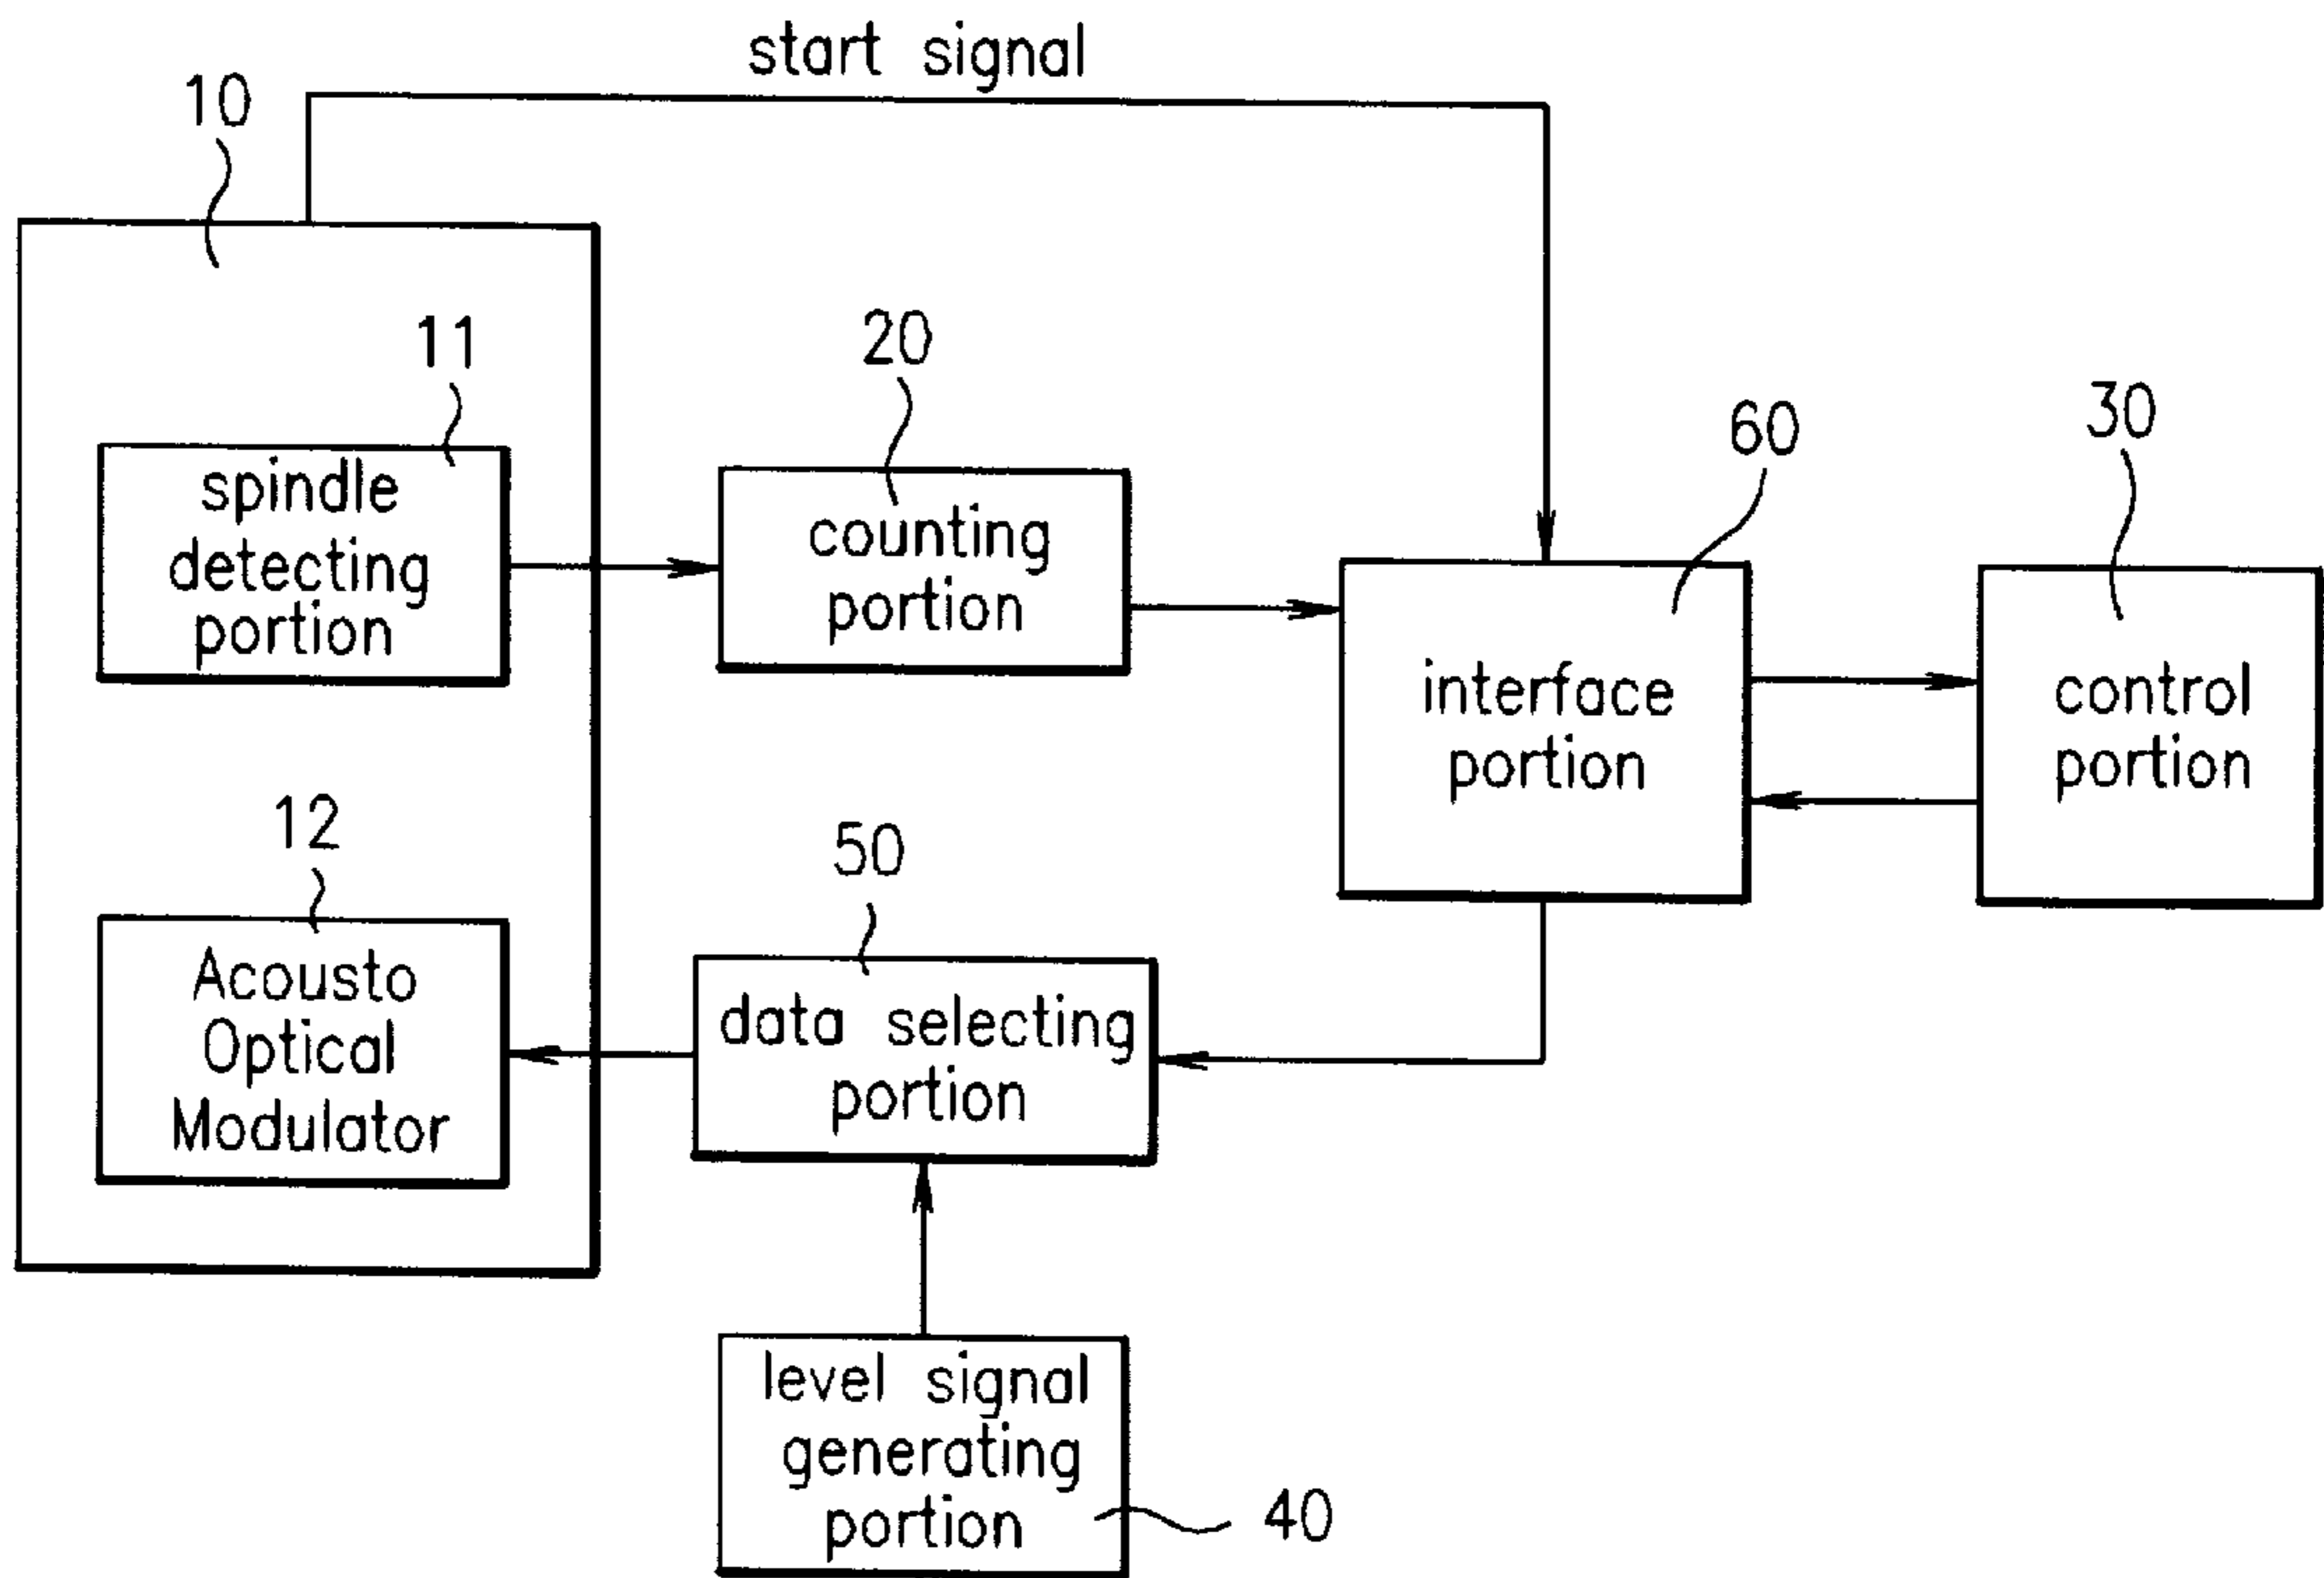 start signal
10
11
spindle
detecting
portion
20
counting
portion
60
interface
portion
30
control
portion
12
Acousto
Optical
Modulator
50
data selecting
portion
level signal
generating
portion
40